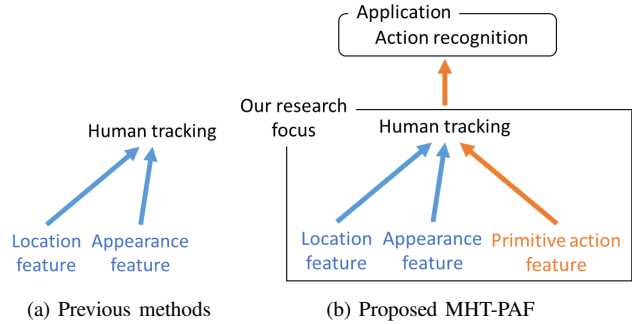 Application
Action recognition
Our research
focus
Human tracking
Human tracking
Location
feature
Appearance
feature
Location
feature
Appearance
feature
Primitive action
feature
(a) Previous methods
(b) Proposed MHT-PAF